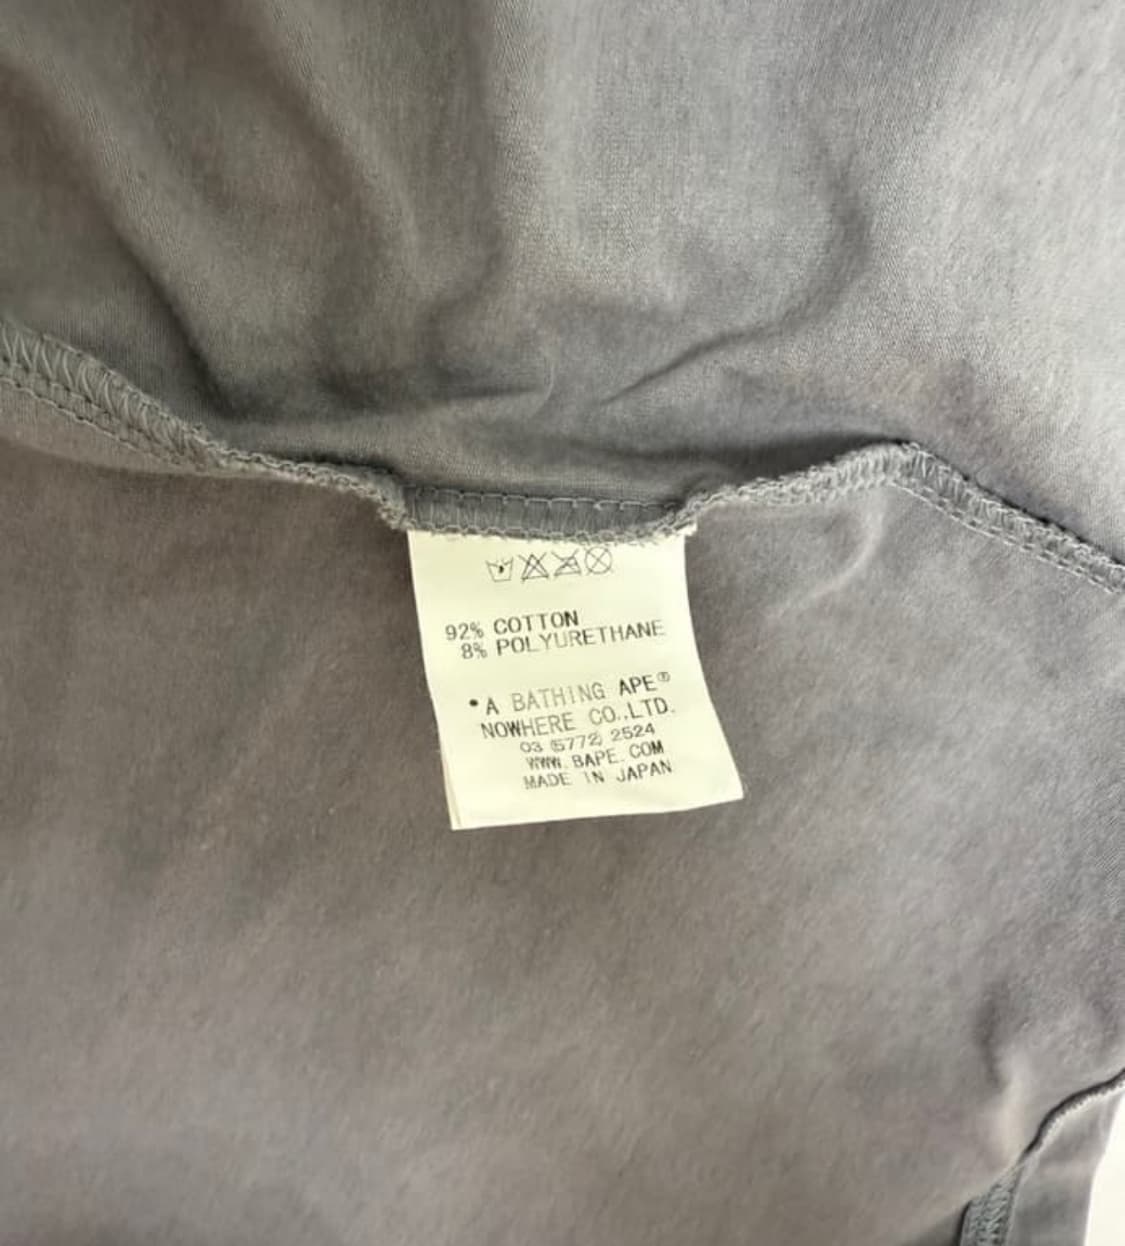 92% COTTON
8% POLYURETHANE
•A BATHING APE®
NOWHERE CO.,LTD.
03 (5772) 2524
WWW.BAPE.COM
MADE IN JAPAN